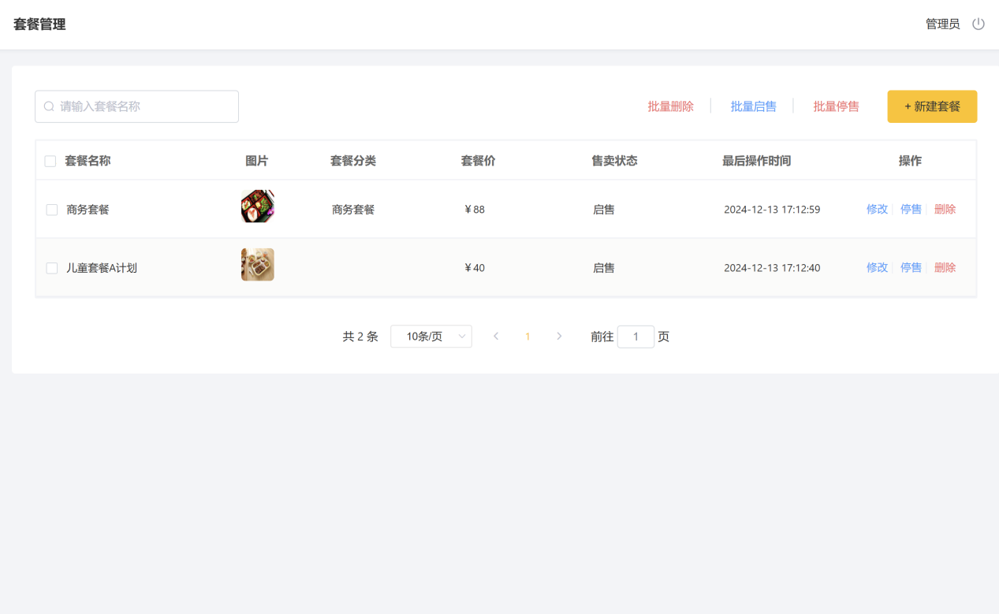 套餐管理
管理员
请输入套餐名称
批量删除 批量启售 批量停售 + 新建套餐
套餐名称 图片 套餐分类 套餐价 售卖状态 最后操作时间 操作
商务套餐 商务套餐 ¥ 88 启售 2024-12-13 17:12:59 修改 停售 删除
儿童套餐A计划 ¥ 40 启售 2024-12-13 17:12:40 修改 停售 删除
共 2 条 10条/页 1 前往 1 页